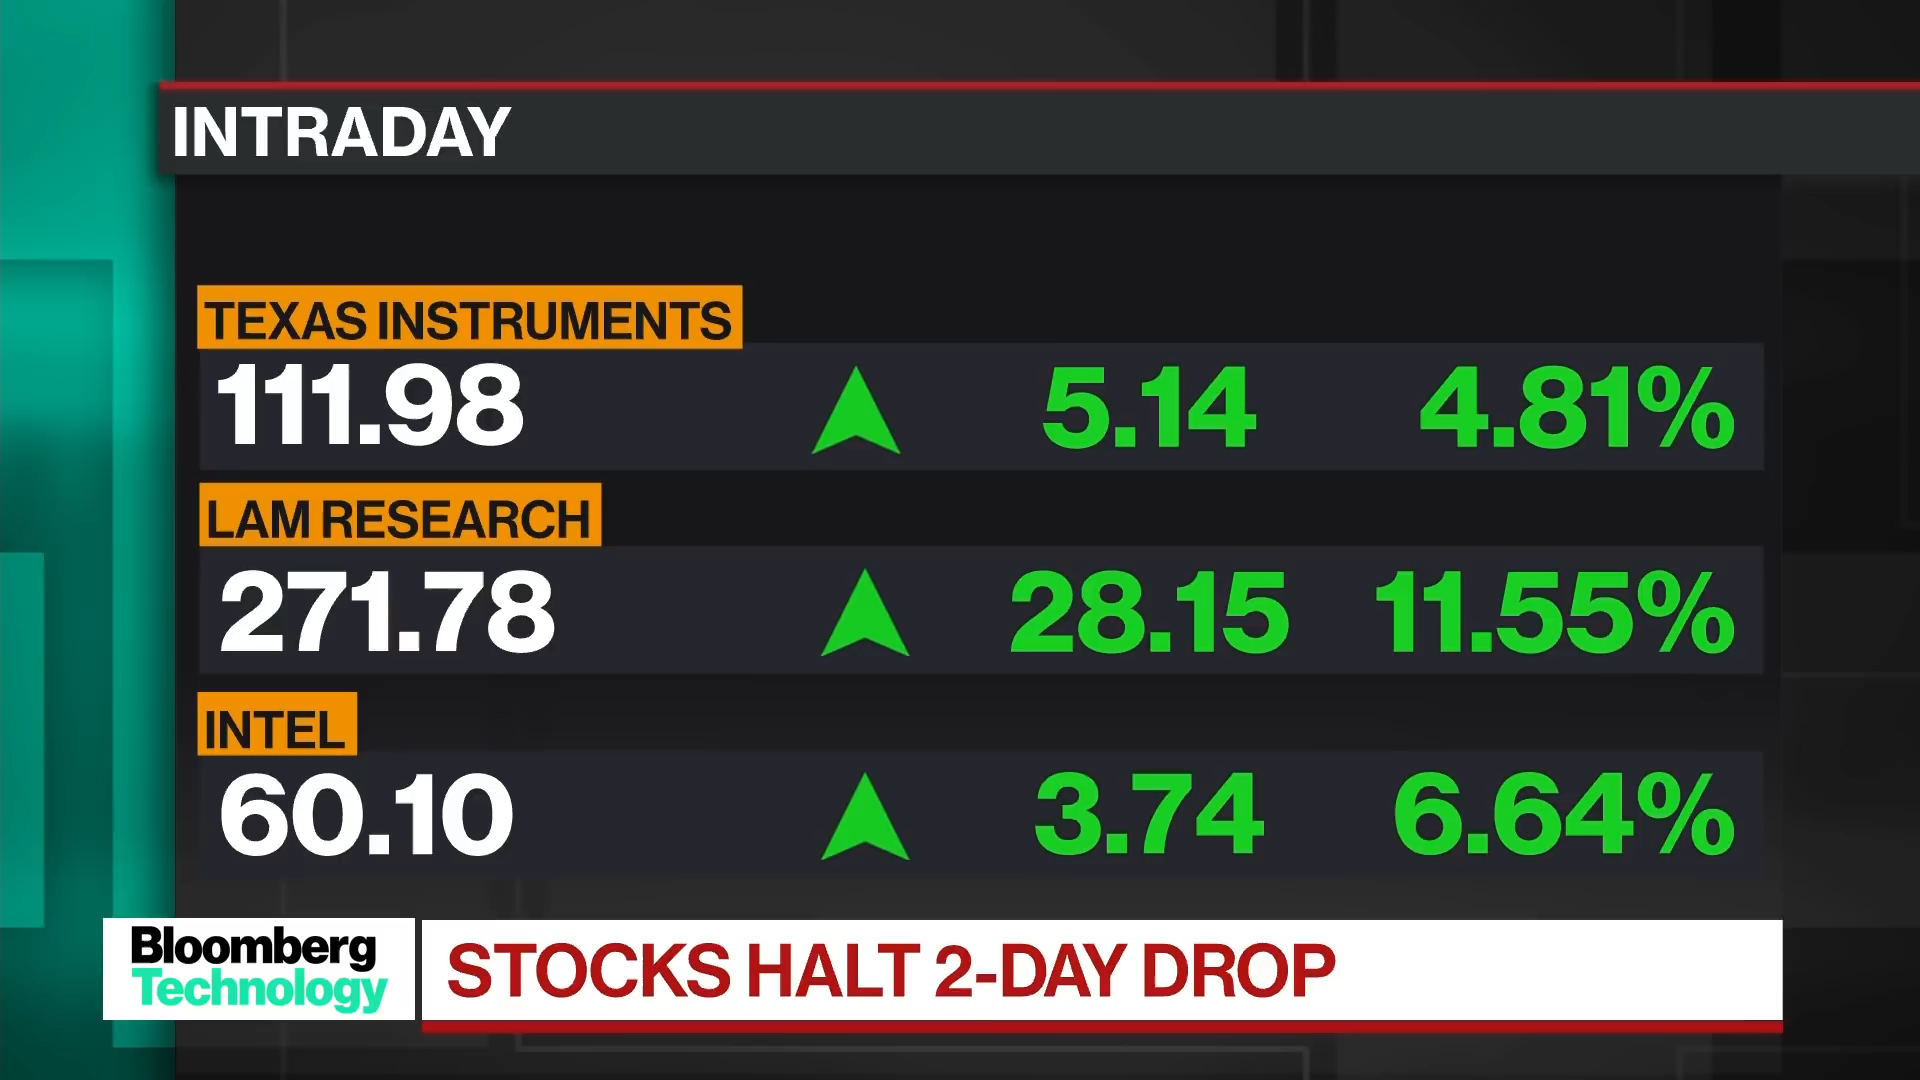 INTRADAY
TEXAS INSTRUMENTS
111.98 5.14 4.81%
LAM RESEARCH
271.78 28.15 11.55%
INTEL
60.10 3.74 6.64%
Bloomberg
Technology
STOCKS HALT 2-DAY DROP